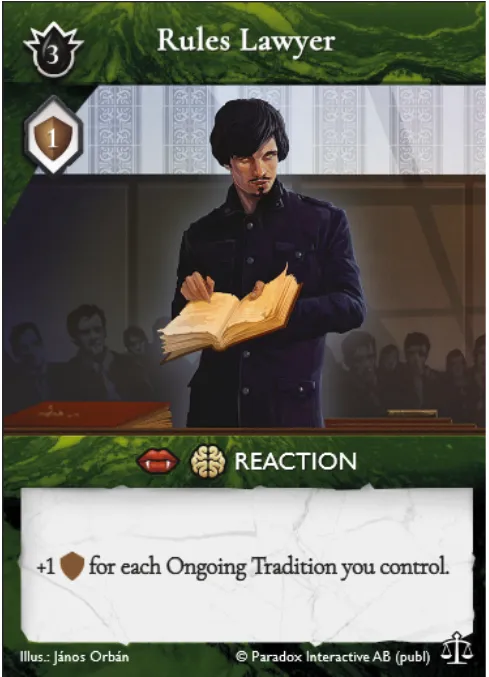 3
Rules Lawyer
1
REACTION
+1 for each Ongoing Tradition you control.
Illus.: János Orbán
© Paradox Interactive AB (publ)